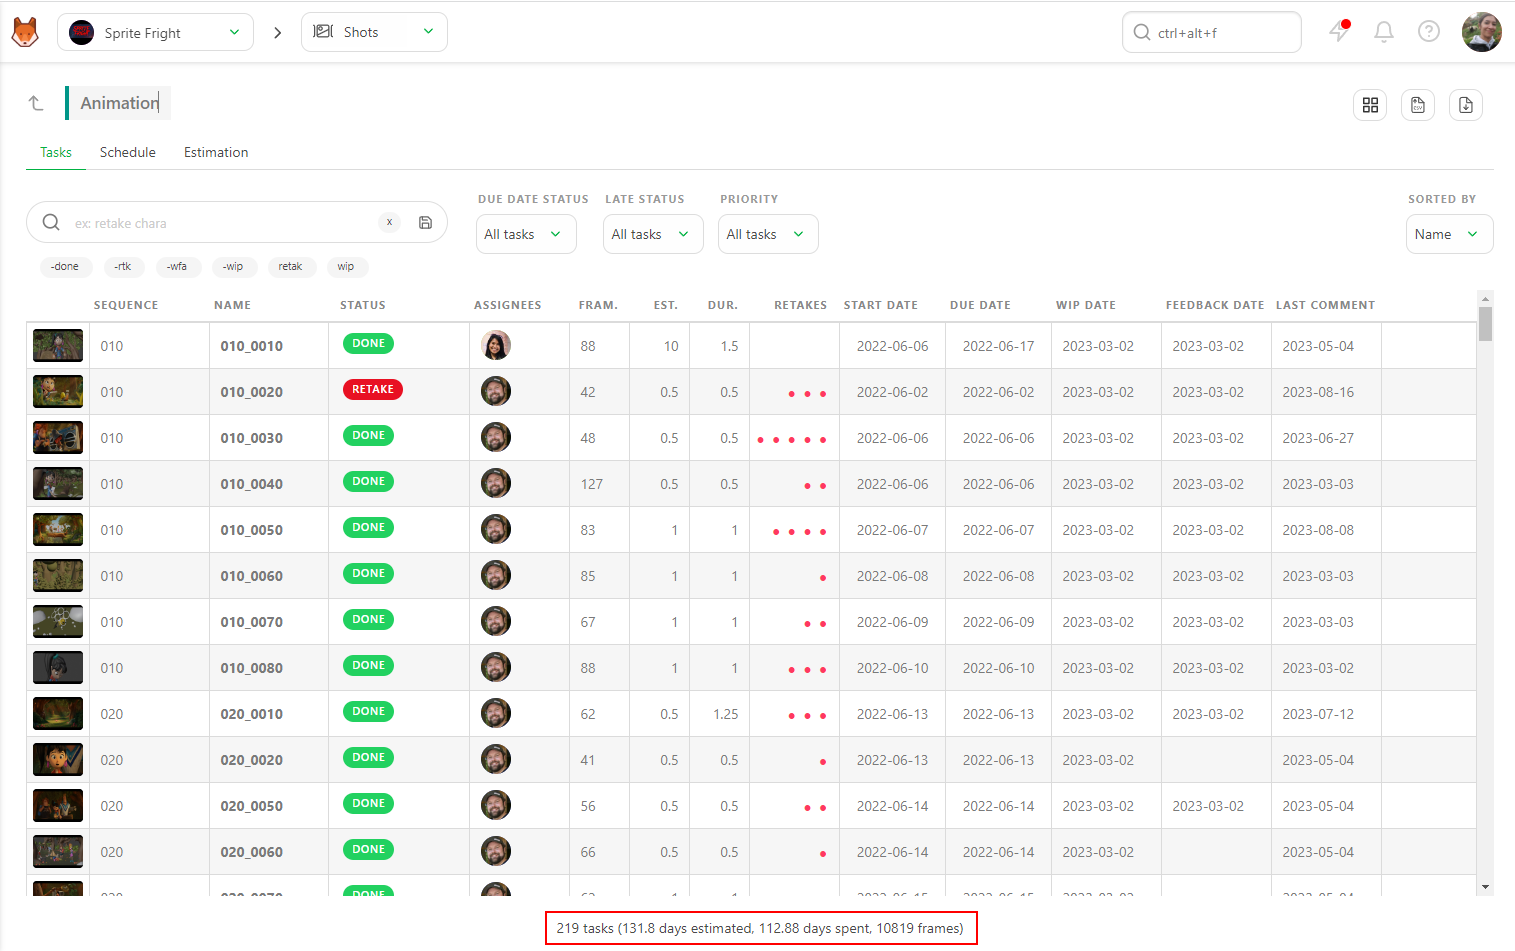 Sprite Fright
Shots
ctrl+alt+f
Animation
Tasks Schedule Estimation
ex: retake chara x
DUE DATE STATUS LATE STATUS PRIORITY SORTED BY
All tasks All tasks All tasks Name
-done -rtk -wfa -wip retak wip
SEQUENCE NAME STATUS ASSIGNEES FRAM. EST. DUR. RETAKES START DATE DUE DATE WIP DATE FEEDBACK DATE LAST COMMENT
010 010_0010 DONE 88 10 1.5 2022-06-06 2022-06-17 2023-03-02 2023-03-02 2023-05-04
010 010_0020 RETAKE 42 0.5 0.5 2022-06-02 2022-06-02 2023-03-02 2023-03-02 2023-08-16
010 010_0030 DONE 48 0.5 0.5 2022-06-06 2022-06-06 2023-03-02 2023-03-02 2023-06-27
010 010_0040 DONE 127 0.5 0.5 2022-06-06 2022-06-06 2023-03-02 2023-03-02 2023-03-03
010 010_0050 DONE 83 1 1 2022-06-07 2022-06-07 2023-03-02 2023-03-02 2023-08-08
010 010_0060 DONE 85 1 1 2022-06-08 2022-06-08 2023-03-02 2023-03-02 2023-03-03
010 010_0070 DONE 67 1 1 2022-06-09 2022-06-09 2023-03-02 2023-03-02 2023-03-03
010 010_0080 DONE 88 1 1 2022-06-10 2022-06-10 2023-03-02 2023-03-02 2023-03-02
020 020_0010 DONE 62 0.5 1.25 2022-06-13 2022-06-13 2023-03-02 2023-03-02 2023-07-12
020 020_0020 DONE 41 0.5 0.5 2022-06-13 2022-06-13 2023-03-02 2023-05-04
020 020_0050 DONE 56 0.5 0.5 2022-06-14 2022-06-14 2023-03-02 2023-03-02 2023-05-04
020 020_0060 DONE 66 0.5 0.5 2022-06-14 2022-06-14 2023-03-02 2023-05-04
020 020_0070 DONE
219 tasks (131.8 days estimated, 112.88 days spent, 10819 frames)